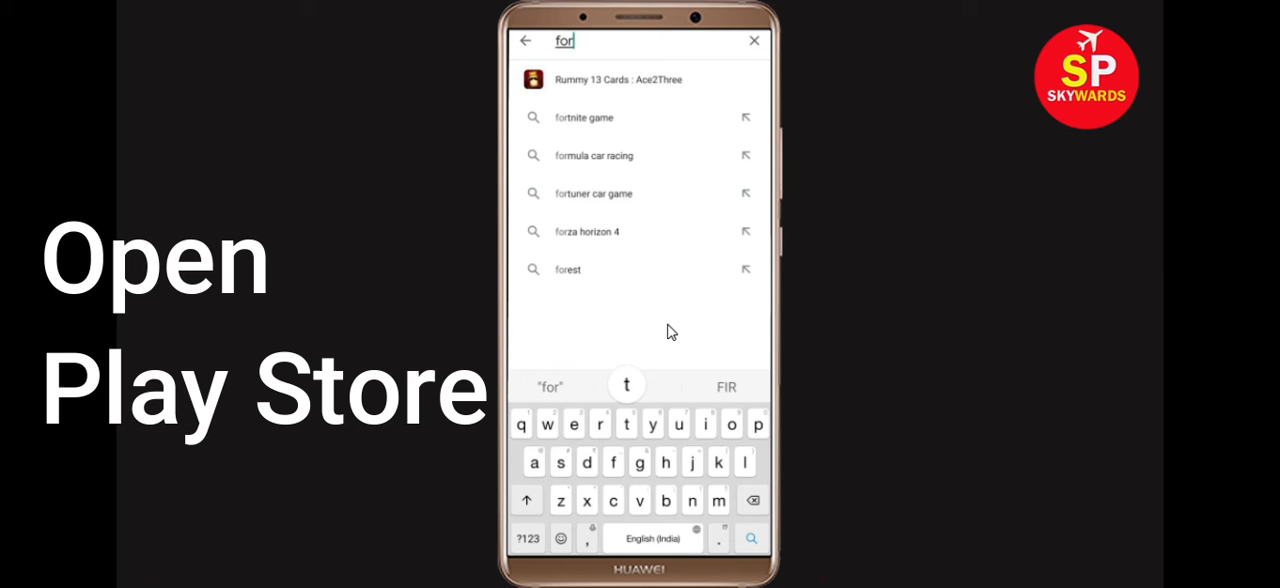 for
Rummy 13 Cards : Ace2Three
fortnite game
formula car racing
fortuner car game
forza horizon 4
forest
SP
SKYWARDS
Open
Play Store
"for" t FIR
q w e r t y u i o p
a s d f g h j k l
z x c v b n m
?123 , English (India) .
HUAWEI